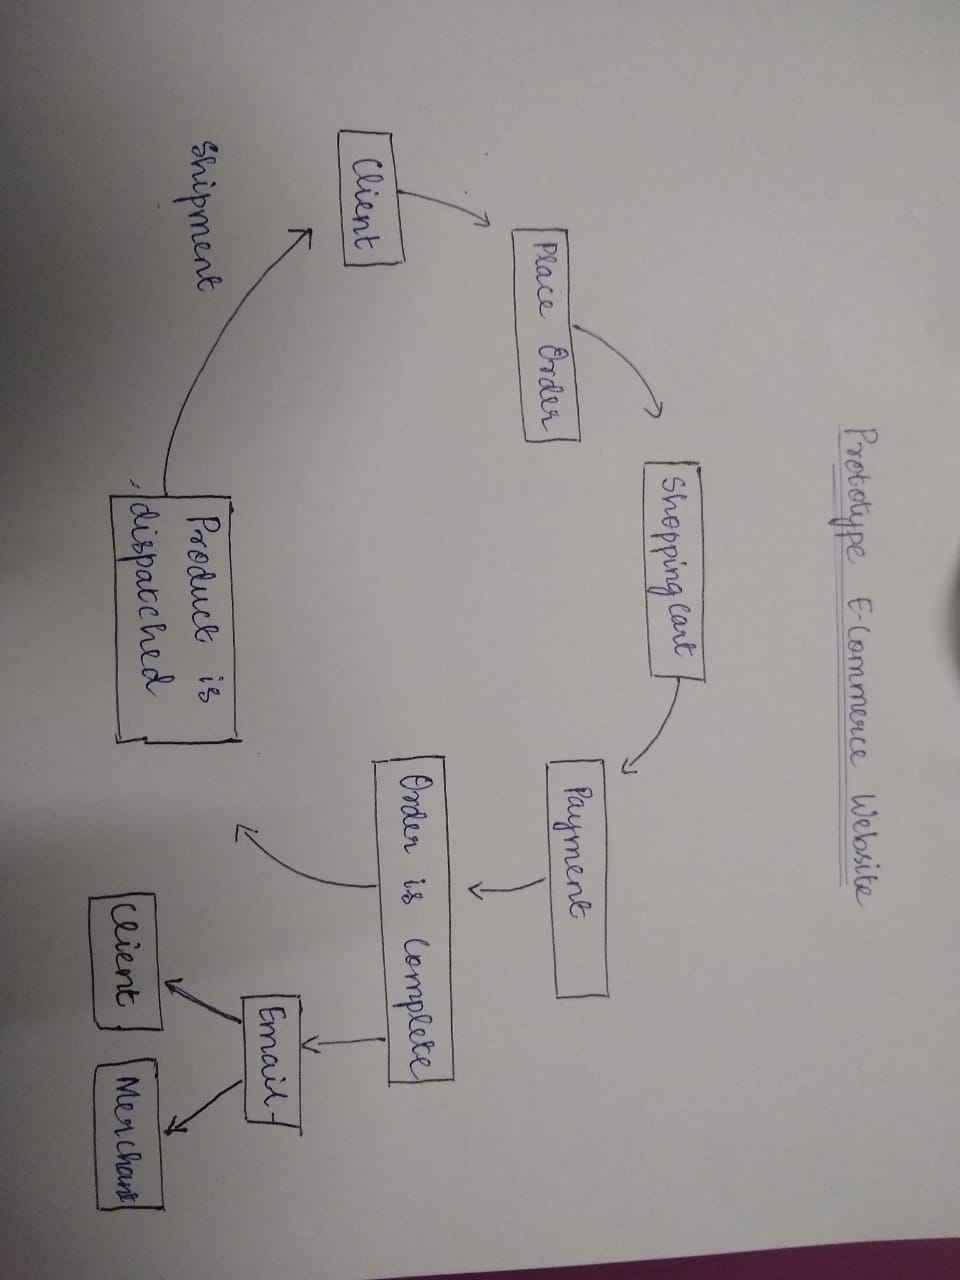 Prototype E-Commerce Website
Shopping Cart
Place Order
Payment
Client
Order is Complete
Shipment
Product is
dispatched
Email
Client
Merchant